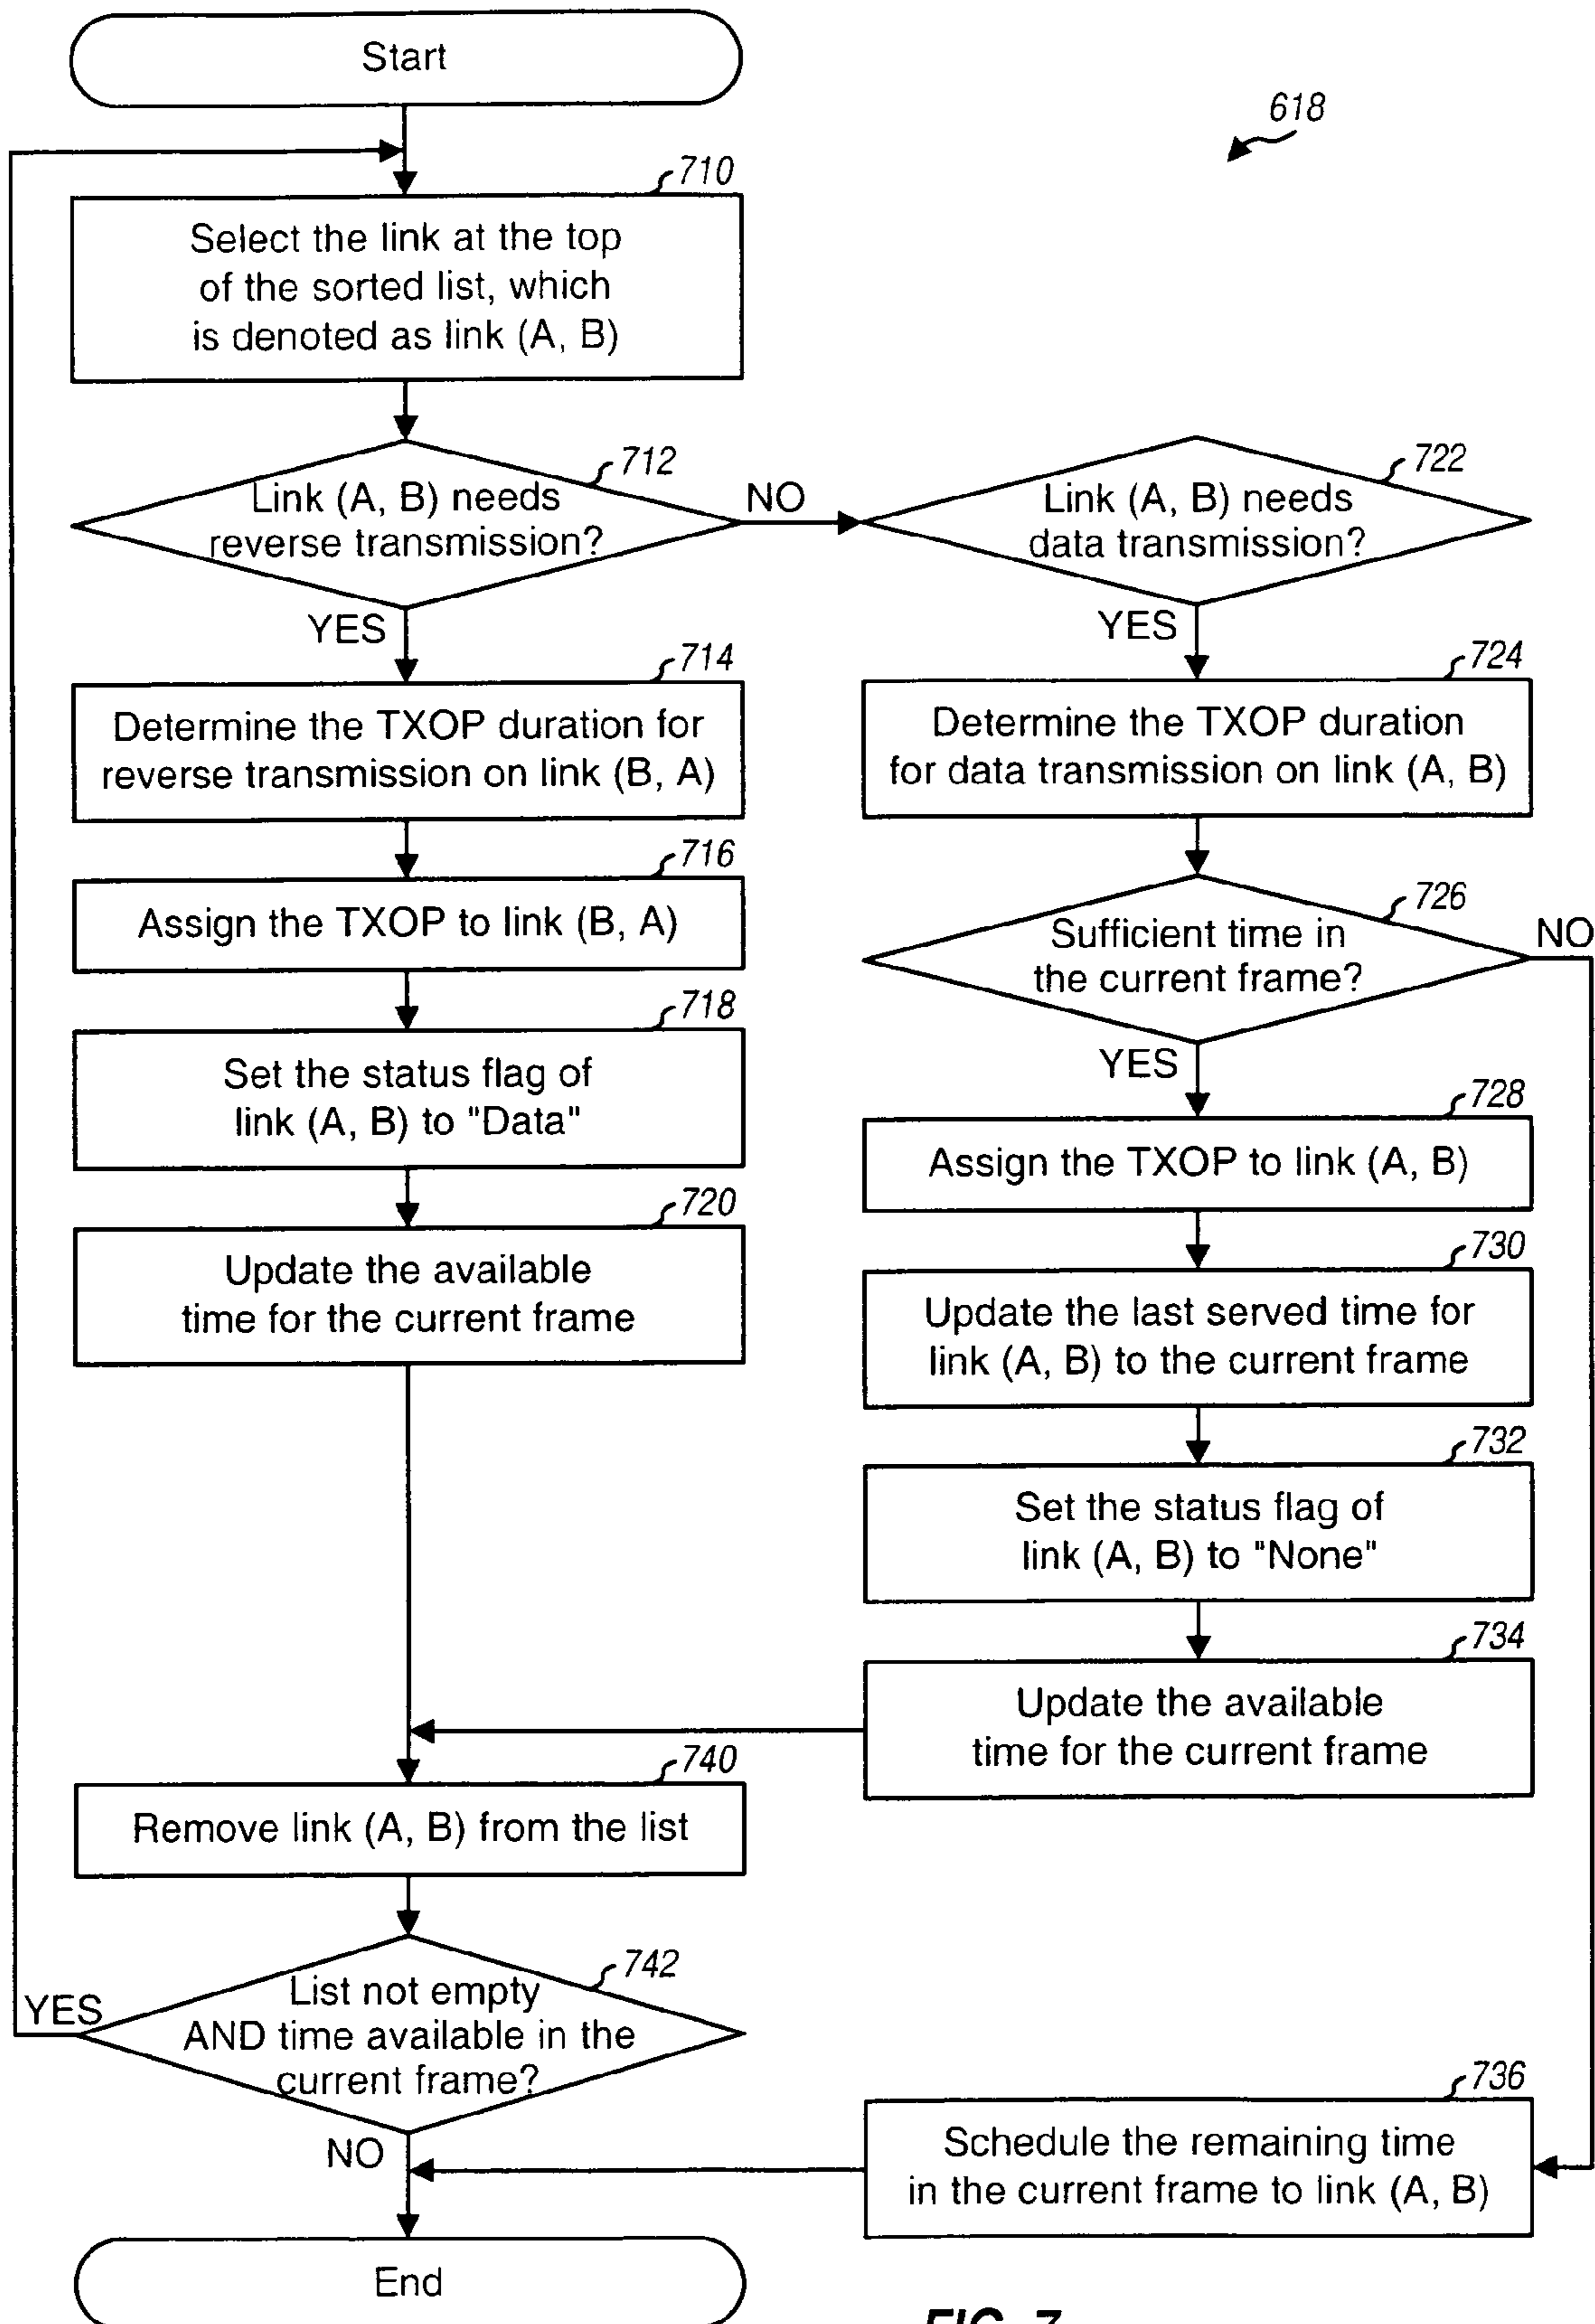 Start
618
710
Select the link at the top
of the sorted list, which
is denoted as link (A, B)
712
Link (A, B) needs
reverse transmission?
NO
YES
722
Link (A, B) needs
data transmission?
YES
714
Determine the TXOP duration for
reverse transmission on link (B, A)
724
Determine the TXOP duration
for data transmission on link (A, B)
716
Assign the TXOP to link (B, A)
726
Sufficient time in
the current frame?
NO
YES
718
Set the status flag of
link (A, B) to "Data"
728
Assign the TXOP to link (A, B)
720
Update the available
time for the current frame
730
Update the last served time for
link (A, B) to the current frame
732
Set the status flag of
link (A, B) to "None"
734
Update the available
time for the current frame
740
Remove link (A, B) from the list
742
List not empty
AND time available in the
current frame?
YES
NO
736
Schedule the remaining time
in the current frame to link (A, B)
End
FIG. 7